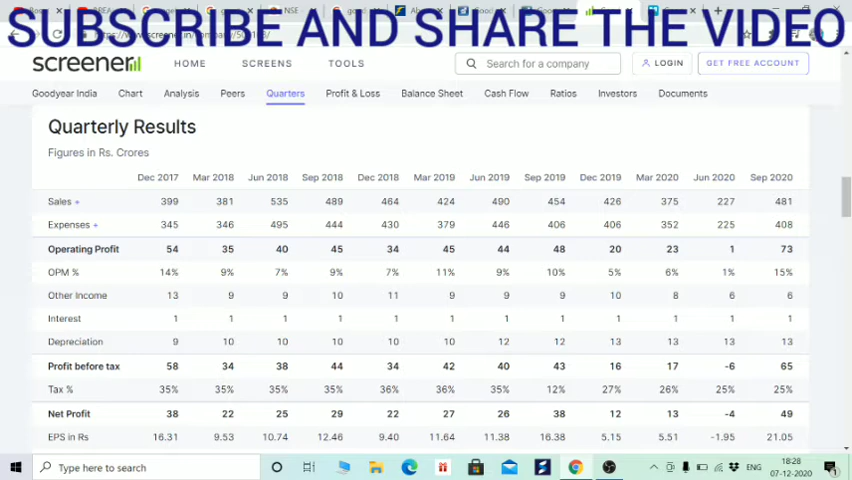 SUBSCRIBE AND SHARE THE VIDEO
screener
HOME SCREENS TOOLS Search for a company LOGIN GET FREE ACCOUNT
Goodyear India Chart Analysis Peers Quarters Profit & Loss Balance Sheet Cash Flow Ratios Investors Documents
Quarterly Results
Figures in Rs. Crores
Dec 2017 Mar 2018 Jun 2018 Sep 2018 Dec 2018 Mar 2019 Jun 2019 Sep 2019 Dec 2019 Mar 2020 Jun 2020 Sep 2020
Sales + 399 381 535 489 464 424 490 454 426 375 227 481
Expenses + 345 346 495 444 430 379 446 406 406 352 225 408
Operating Profit 54 35 40 45 34 45 44 48 20 23 1 73
OPM % 14% 9% 7% 9% 7% 11% 9% 10% 5% 6% 1% 15%
Other Income 13 9 9 10 11 9 9 9 10 8 6 6
Interest 1 1 1 1 1 1 1 1 1 1 1 1
Depreciation 9 10 10 10 10 10 12 12 13 13 13 13
Profit before tax 58 34 38 44 34 42 40 43 16 17 -6 65
Tax % 35% 35% 35% 35% 36% 36% 35% 12% 27% 26% 25% 25%
Net Profit 38 22 25 29 22 27 26 38 12 13 -4 49
EPS in Rs 16.31 9.53 10.74 12.46 9.40 11.64 11.38 16.38 5.15 5.51 -1.95 21.05
Type here to search ENG 18:28
07-12-2020